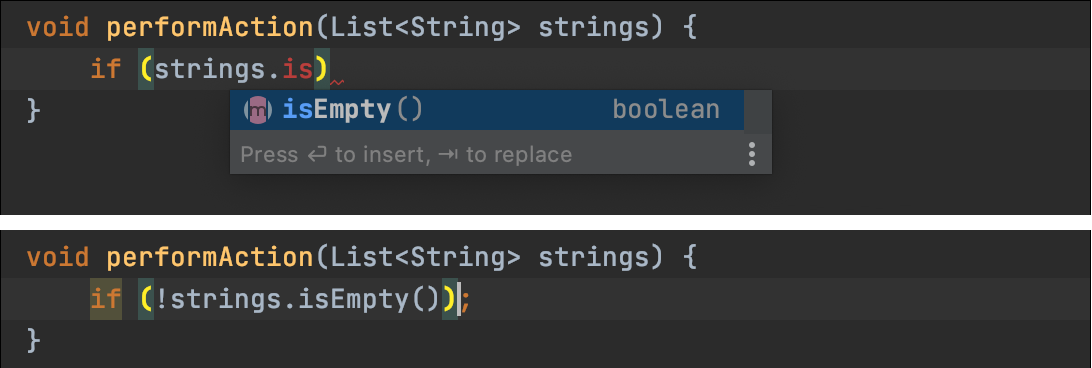 void performAction(List<String> strings) {
if (strings.is)
}
m isEmpty() boolean
Press ↵ to insert, ⇥ to replace
void performAction(List<String> strings) {
if (!strings.isEmpty());
}